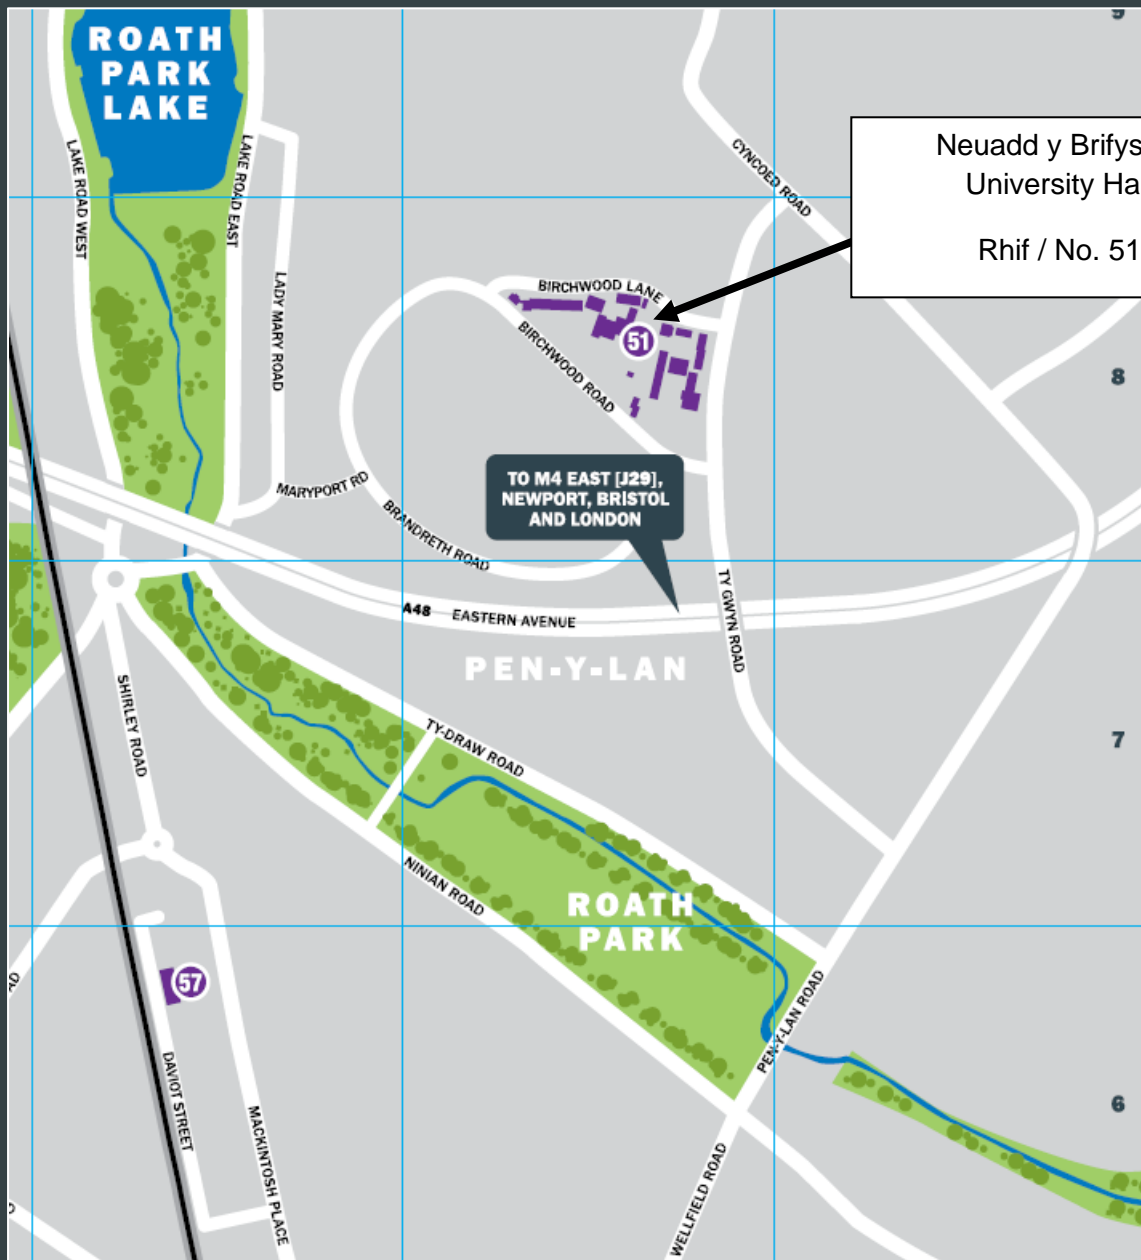 9
ROATH
PARK
LAKE
LAKE ROAD WEST
LAKE ROAD EAST
LADY MARY ROAD
CYNCOED ROAD
Neuadd y Brifys
University Ha
Rhif / No. 51
BIRCHWOOD LANE
51
BIRCHWOOD ROAD
8
MARYPORT RD
BRANDRETH ROAD
TO M4 EAST [J29],
NEWPORT, BRISTOL
AND LONDON
A48 EASTERN AVENUE
TY GWYN ROAD
PEN-Y-LAN
SHIRLEY ROAD
TY-DRAW ROAD
7
NINIAN ROAD
ROATH
PARK
57
PEN-Y-LAN ROAD
DAVIOT STREET
MACKINTOSH PLACE
6
WELLFIELD ROAD